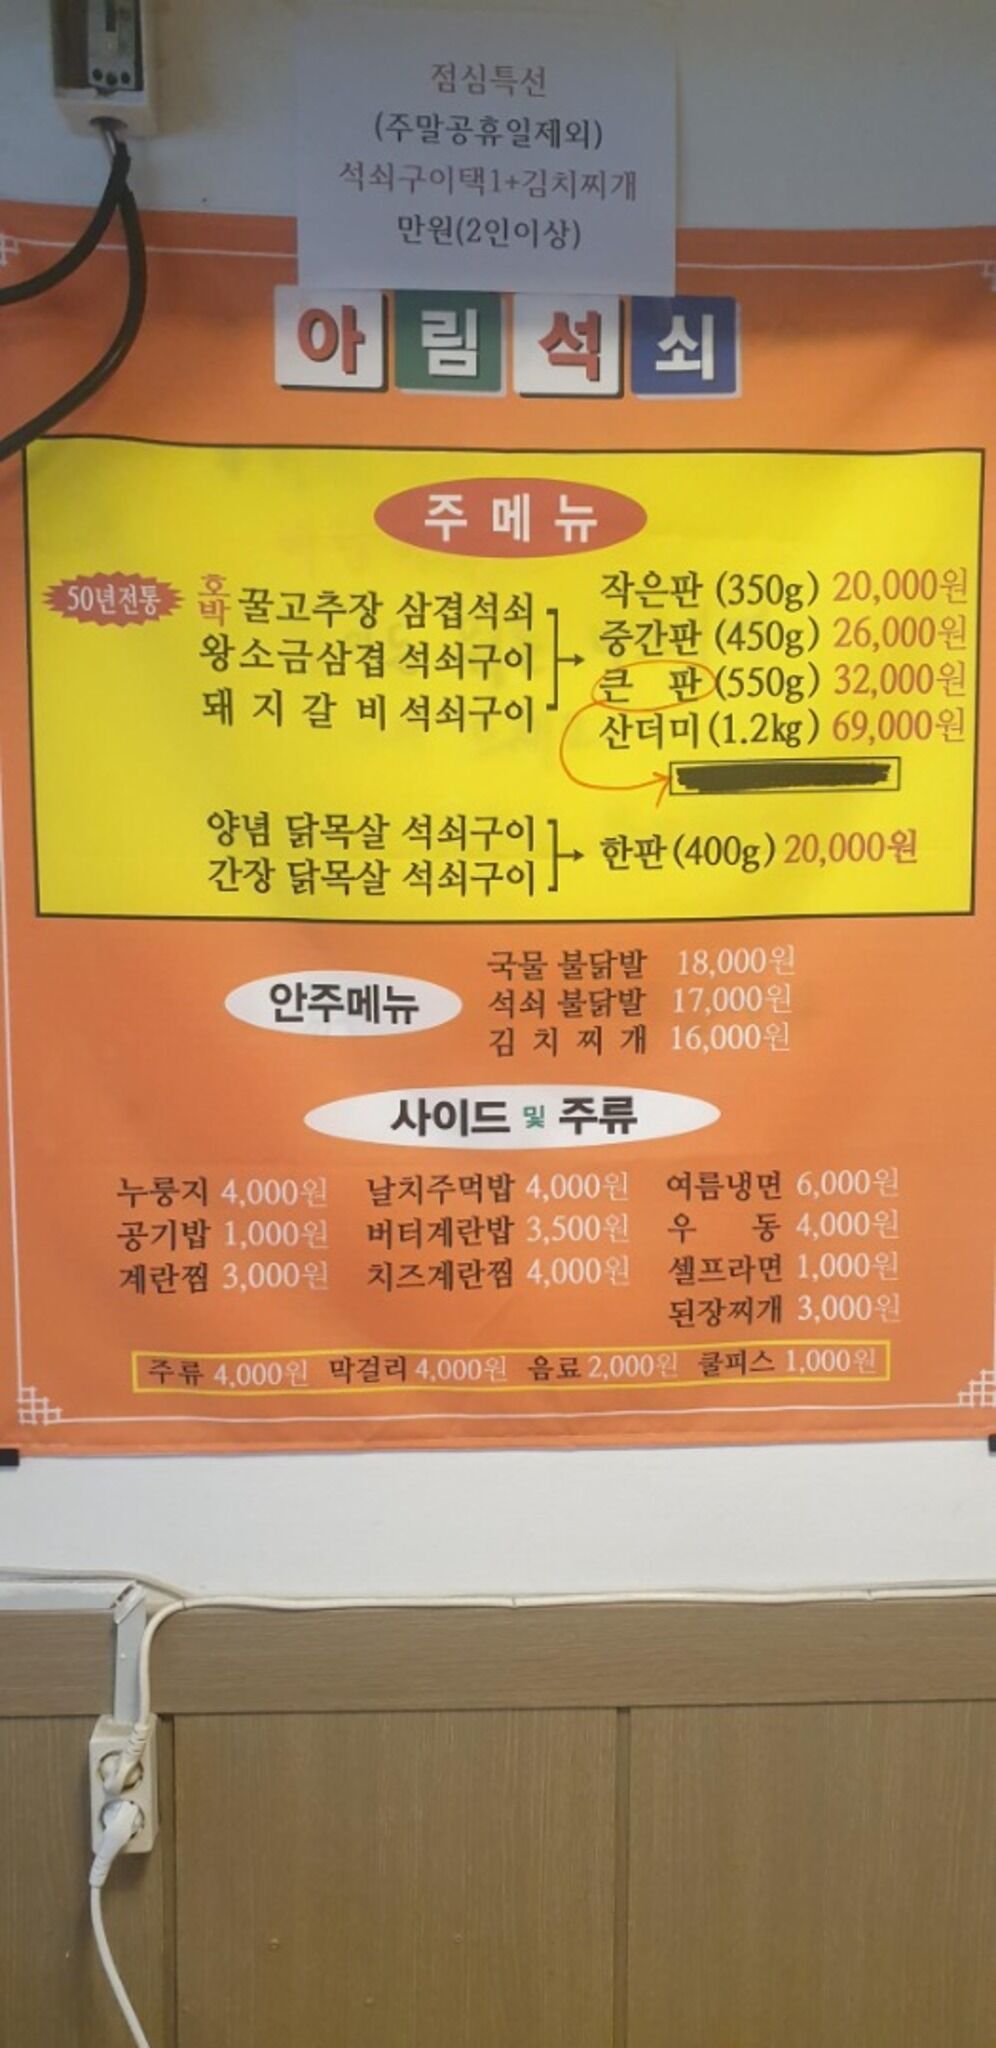 점심특선
(주말공휴일제외)
석쇠구이택1+김치찌개
만원(2인이상)
아림석쇠
주메뉴
50년전통
호박 꿀고추장 삼겹석쇠
왕소금삼겹 석쇠구이
돼지갈비 석쇠구이
작은판 (350g) 20,000원
중간판 (450g) 26,000원
큰 판 (550g) 32,000원
산더미 (1.2kg) 69,000원
양념 닭목살 석쇠구이
간장 닭목살 석쇠구이
한판 (400g) 20,000원
안주메뉴
국물 불닭발 18,000원
석쇠 불닭발 17,000원
김치찌개 16,000원
사이드 및 주류
누룽지 4,000원 날치주먹밥 4,000원 여름냉면 6,000원
공기밥 1,000원 버터계란밥 3,500원 우 동 4,000원
계란찜 3,000원 치즈계란찜 4,000원 셀프라면 1,000원
된장찌개 3,000원
주류 4,000원 막걸리 4,000원 음료 2,000원 쿨피스 1,000원